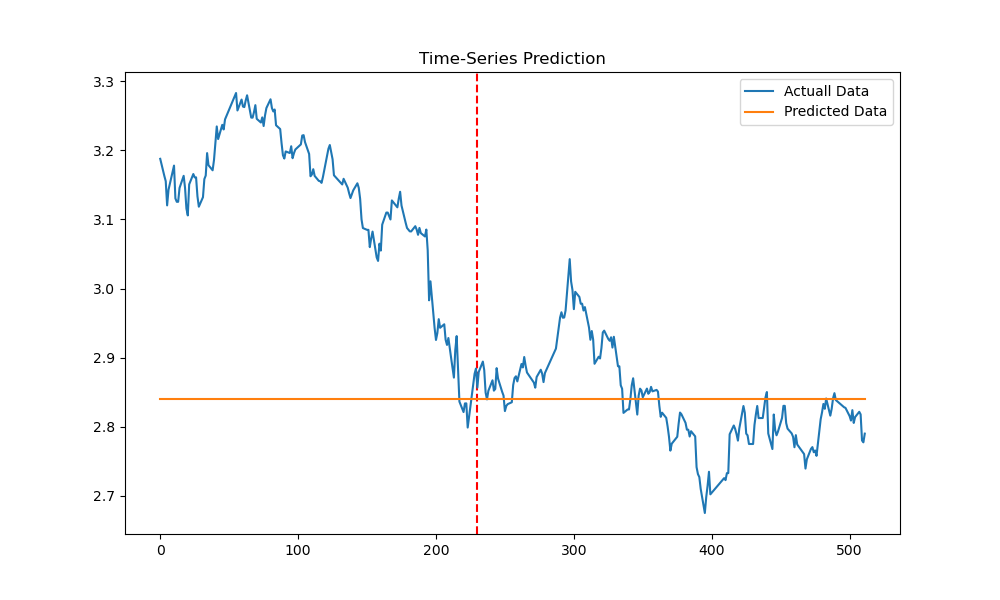 Time-Series Prediction
Actuall Data
Predicted Data
3.3
3.2
3.1
3.0
2.9
2.8
2.7
0 100 200 300 400 500